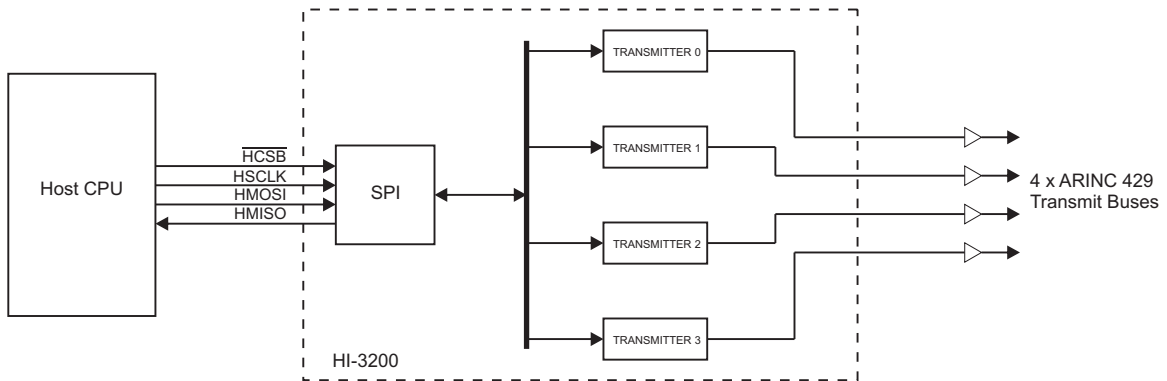 Host CPU
HCSB
HSCLK
HMOSI
HMISO
SPI
TRANSMITTER 0
TRANSMITTER 1
TRANSMITTER 2
TRANSMITTER 3
HI-3200
4 x ARINC 429
Transmit Buses